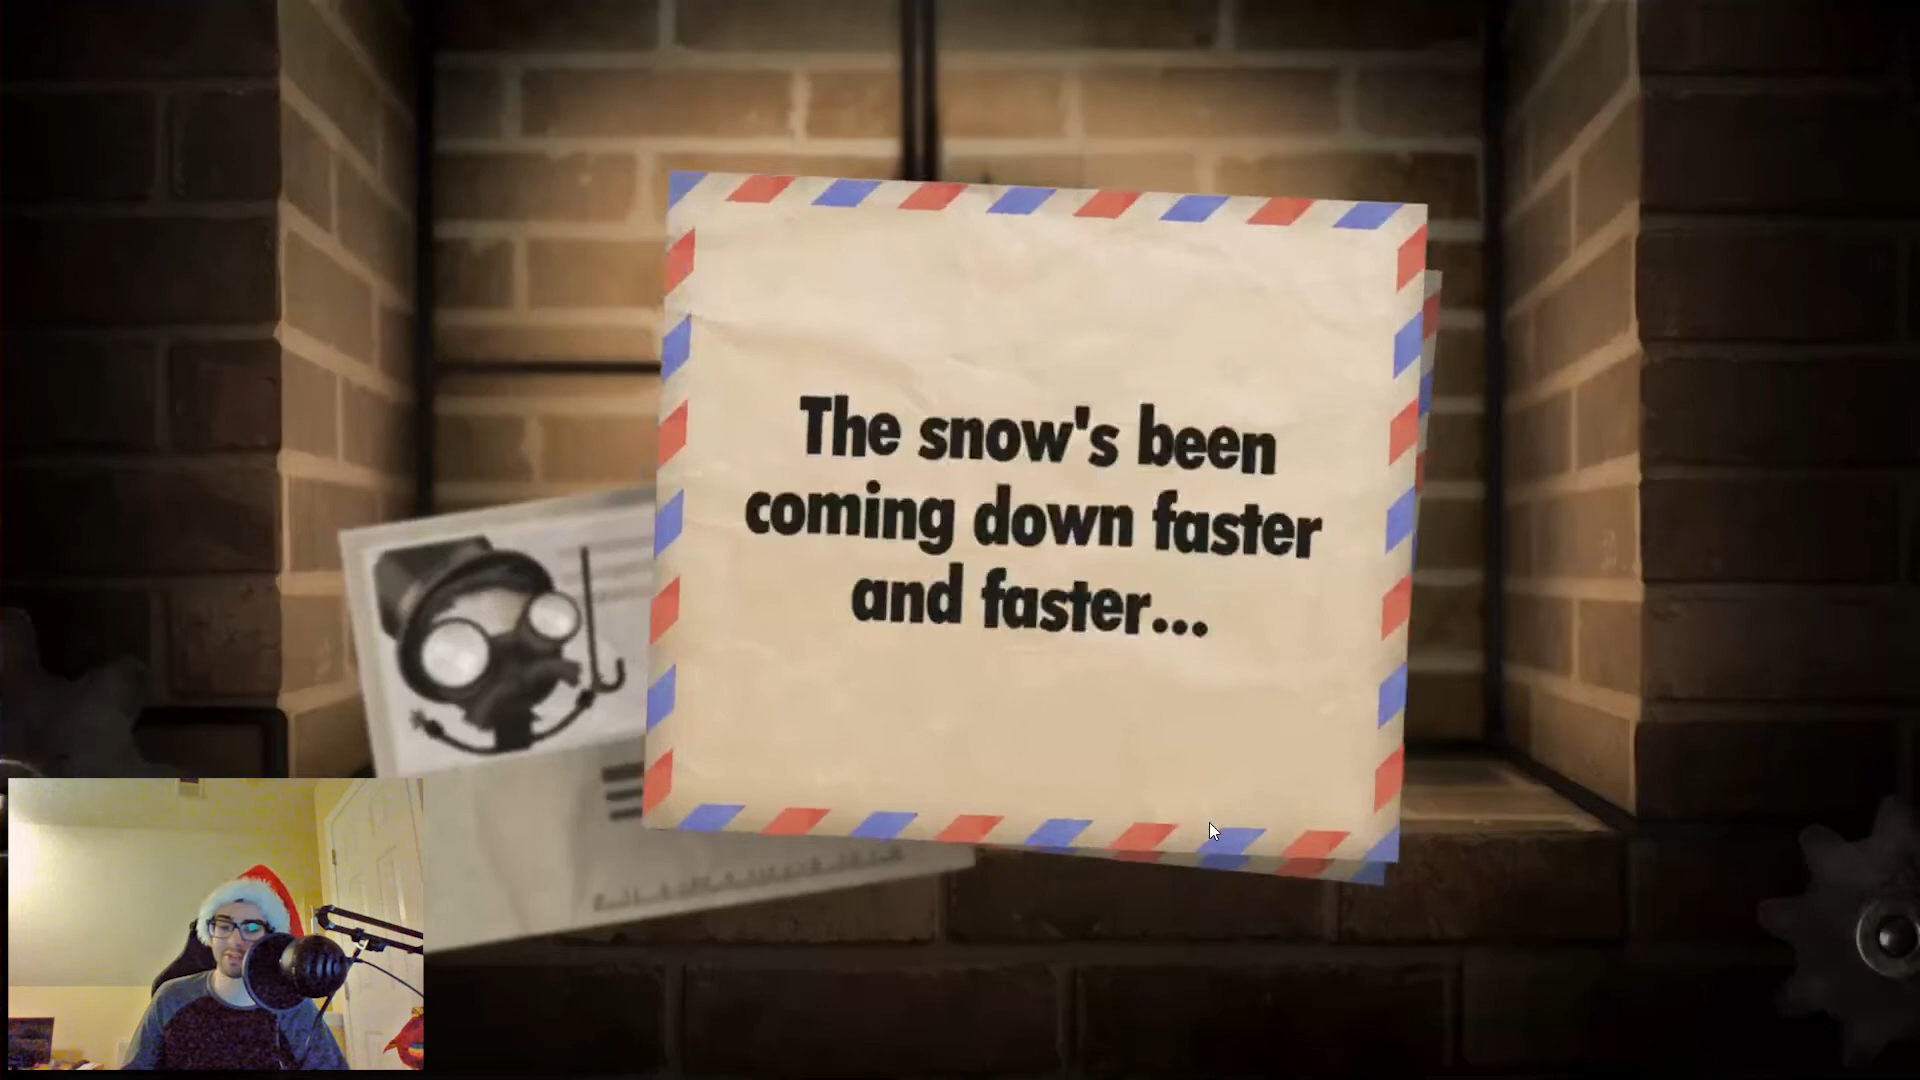 The snow's been
coming down faster
and faster...